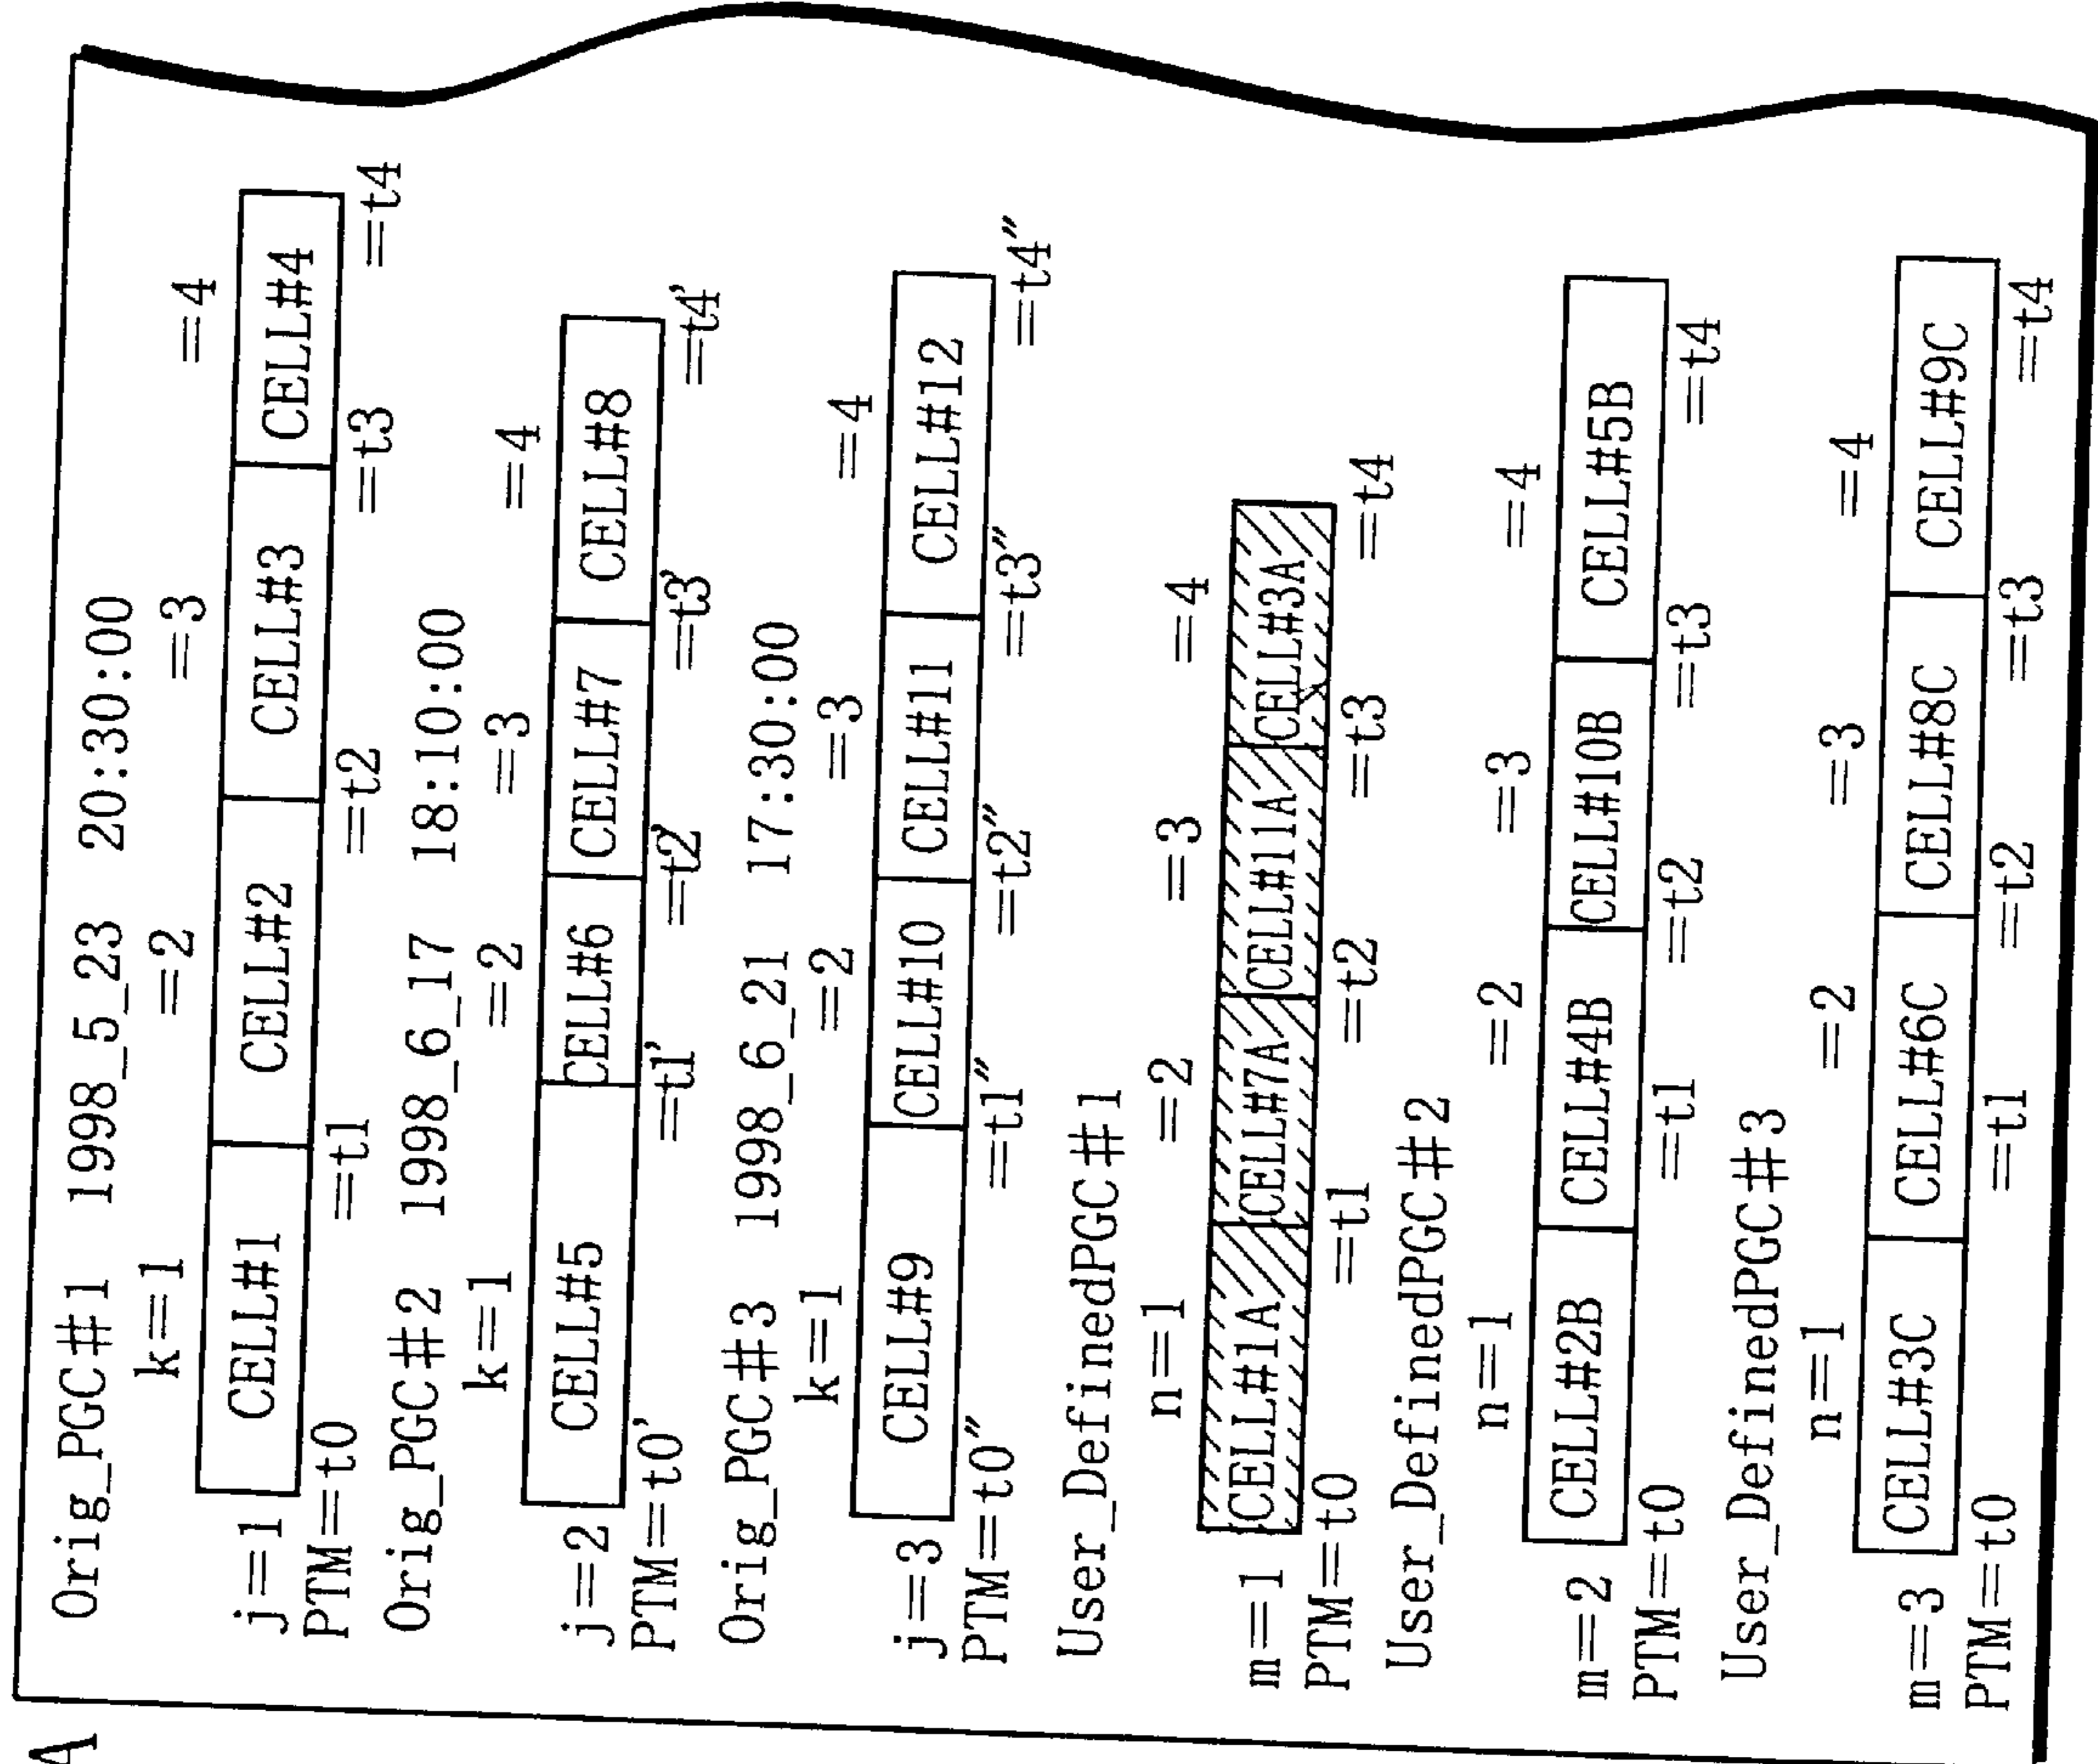 A
Orig_PGC#1 1998_5_23 20:30:00
k=1 =2 =3 =4
j=1 CELL#1 CELL#2 CELL#3 CELL#4
PTM=t0 =t1 =t2 =t3 =t4
Orig_PGC#2 1998_6_17 18:10:00
k=1 =2 =3 =4
j=2 CELL#5 CELL#6 CELL#7 CELL#8
PTM=t0' =t1' =t2' =t3' =t4'
Orig_PGC#3 1998_6_21 17:30:00
k=1 =2 =3 =4
j=3 CELL#9 CELL#10 CELL#11 CELL#12
PTM=t0" =t1" =t2" =t3" =t4"
User_DefinedPGC#1
n=1 =2 =3 =4
m=1 CELL#1A CELL#7A CELL#11A CELL#3A
PTM=t0 =t1 =t2 =t3 =t4
User_DefinedPGC#2
n=1 =2 =3 =4
m=2 CELL#2B CELL#4B CELL#10B CELL#5B
PTM=t0 =t1 =t2 =t3 =t4
User_DefinedPGC#3
n=1 =2 =3 =4
m=3 CELL#3C CELL#6C CELL#8C CELL#9C
PTM=t0 =t1 =t2 =t3 =t4